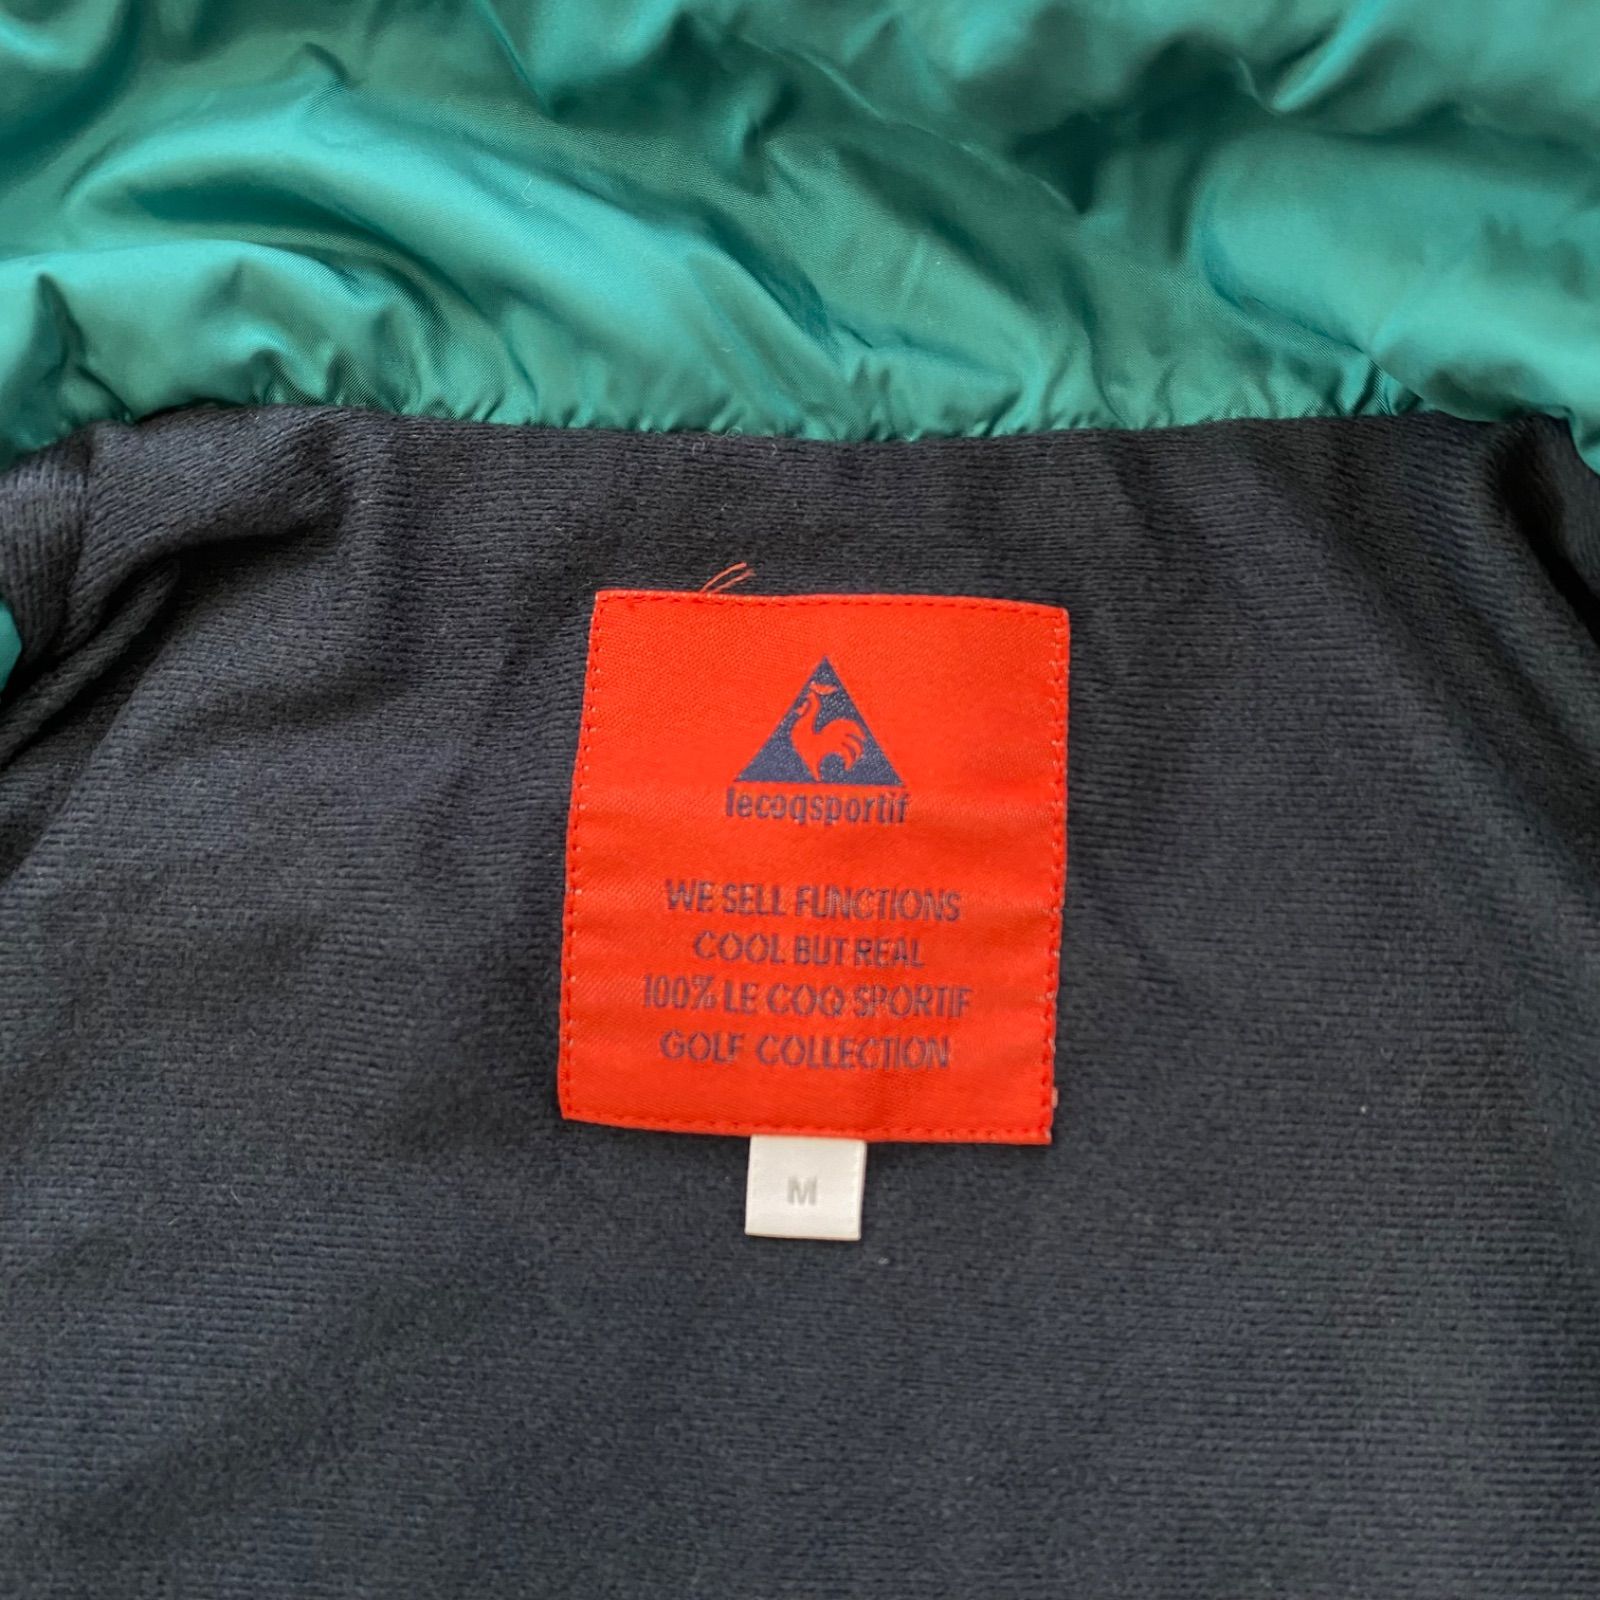 lecoqsportif
WE SELL FUNCTIONS
COOL BUT REAL
100% LE COQ SPORTIF
GOLF COLLECTION
M